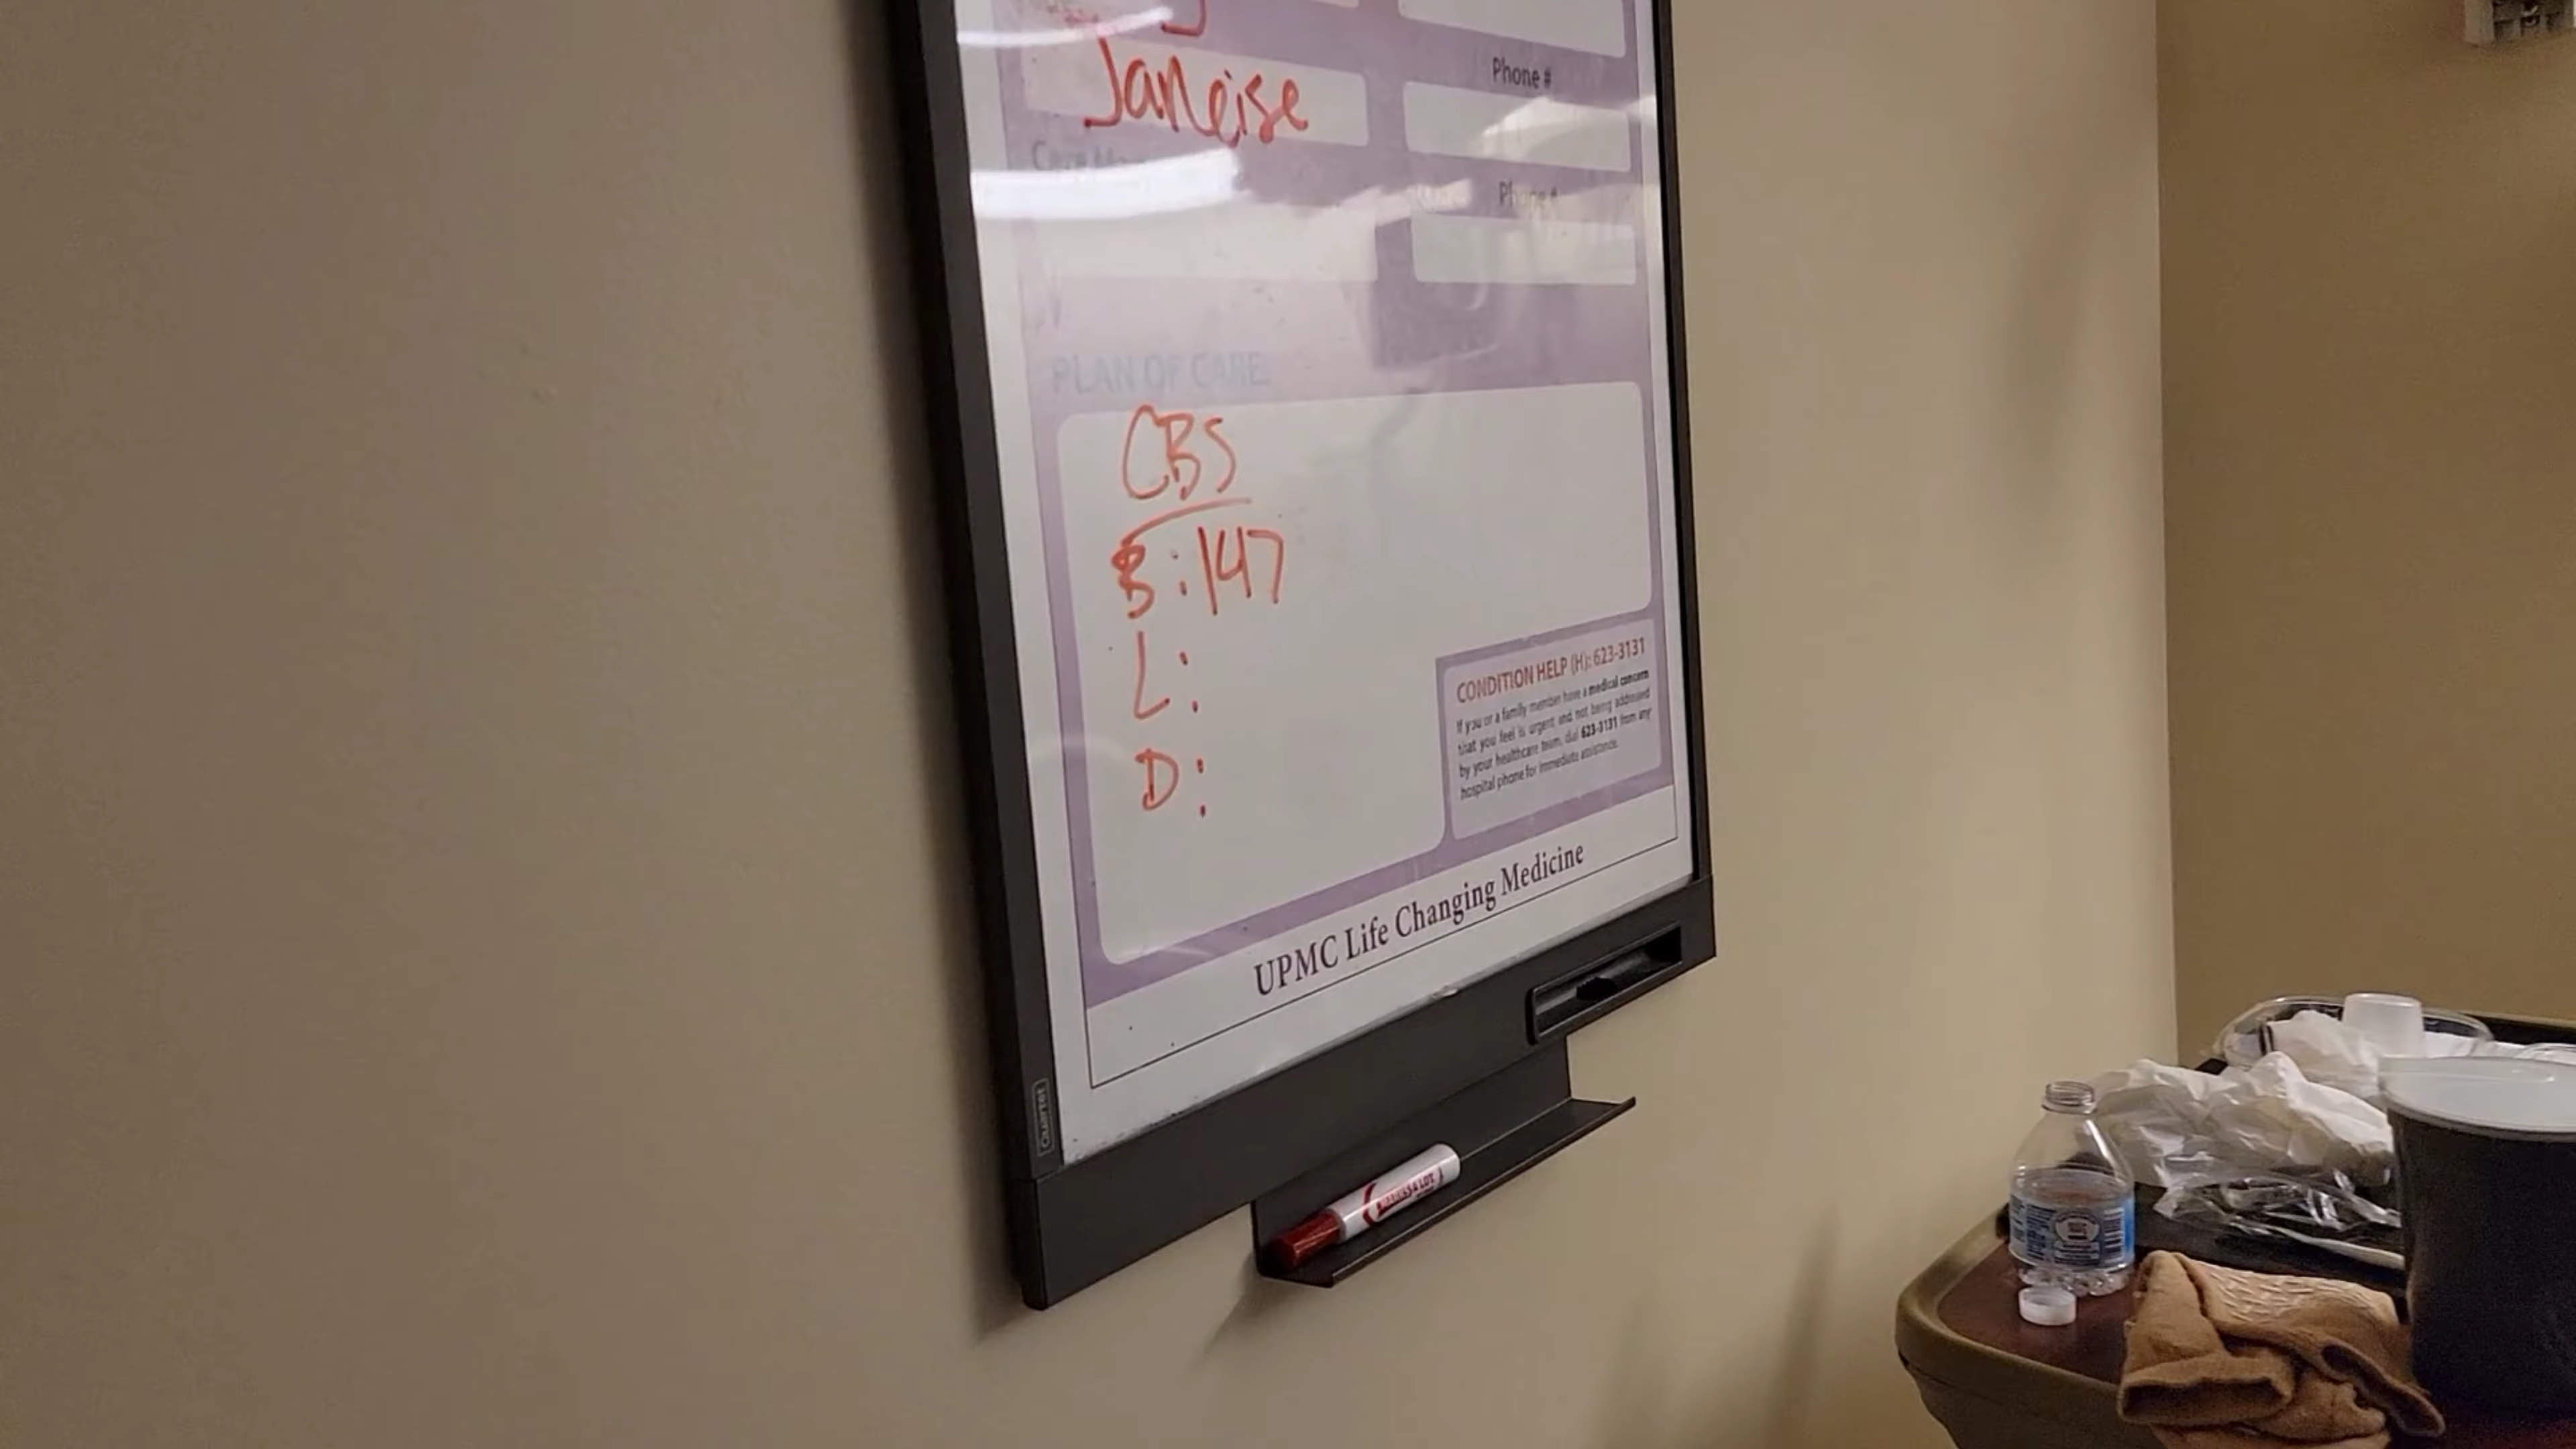 Janeise
Phone #
Phone #
PLAN OF CARE:
CBS
B: 147
L:
D:
CONDITION HELP (H): 623-3131
If you or a family member have a medical concern
that you feel is urgent and not being addressed
by your healthcare team, dial 623-3131 from any
hospital phone for immediate assistance.
UPMC Life Changing Medicine
Quartet